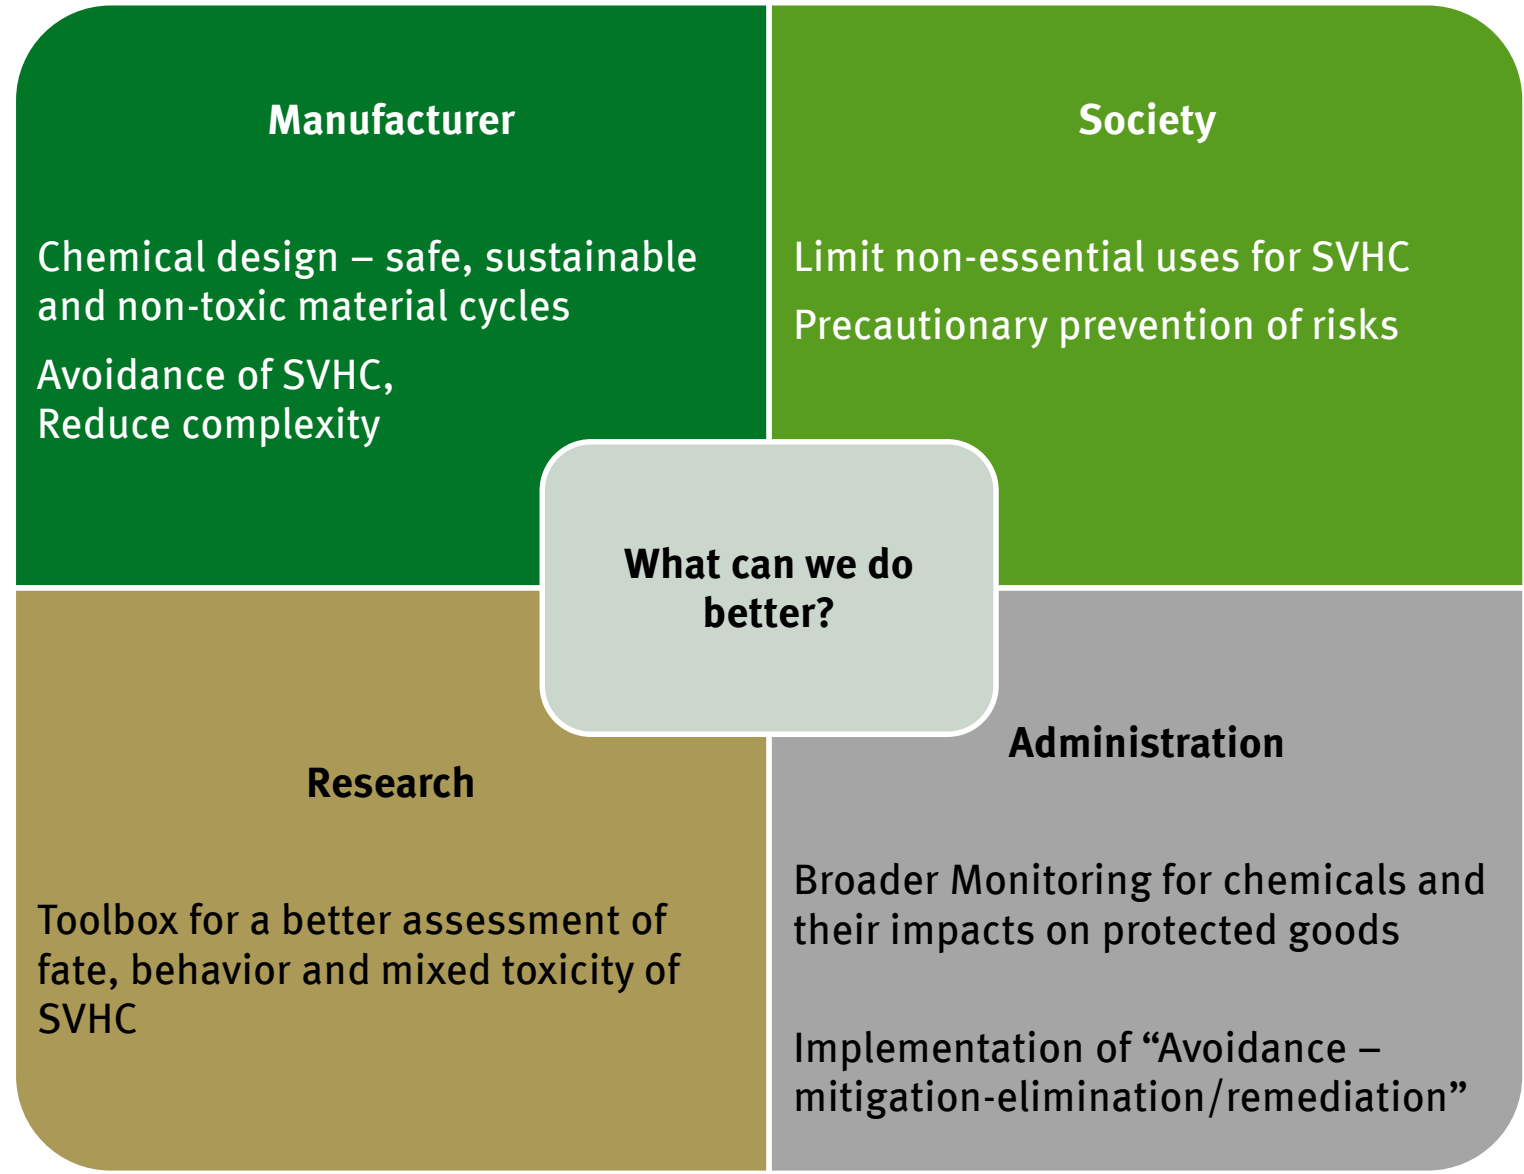 Manufacturer
Chemical design – safe, sustainable
and non-toxic material cycles
Avoidance of SVHC,
Reduce complexity
Society
Limit non-essential uses for SVHC
Precautionary prevention of risks
What can we do
better?
Research
Toolbox for a better assessment of
fate, behavior and mixed toxicity of
SVHC
Administration
Broader Monitoring for chemicals and
their impacts on protected goods
Implementation of “Avoidance –
mitigation-elimination/remediation”